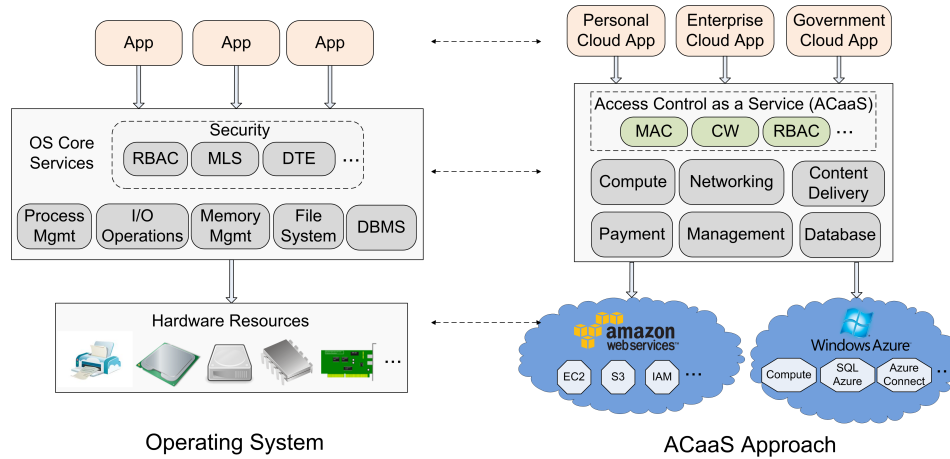 App
App
App
OS Core
Services
Security
RBAC
MLS
DTE
...
Process
Mgmt
I/O
Operations
Memory
Mgmt
File
System
DBMS
Hardware Resources
...
Operating System
Personal
Cloud App
Enterprise
Cloud App
Government
Cloud App
Access Control as a Service (ACaaS)
MAC
CW
RBAC
...
Compute
Networking
Content
Delivery
Payment
Management
Database
amazon
webservices™
EC2
S3
IAM
...
Windows Azure™
Compute
SQL
Azure
Azure
Connect
...
ACaaS Approach